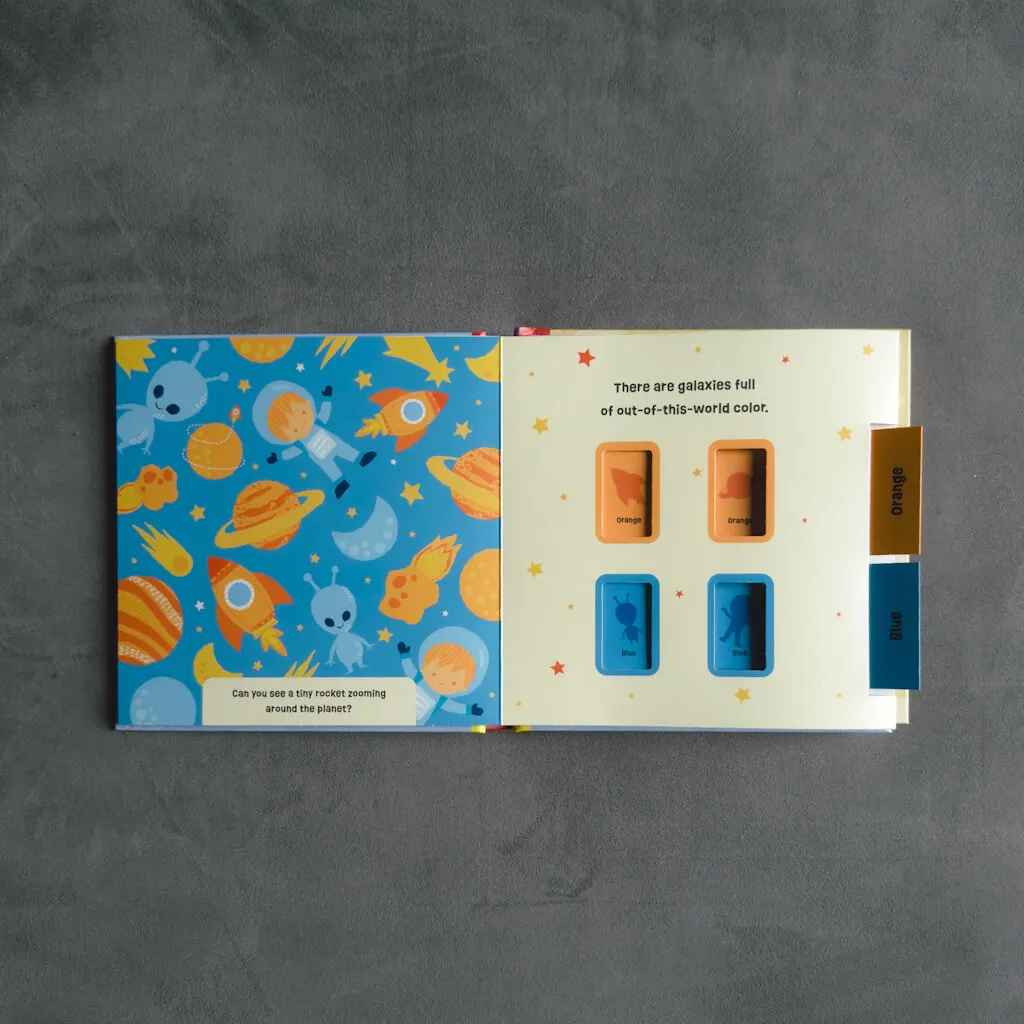 Can you see a tiny rocket zooming
around the planet?
There are galaxies full
of out-of-this-world color.
Orange
Orange
Blue
Blue
Orange
Blue